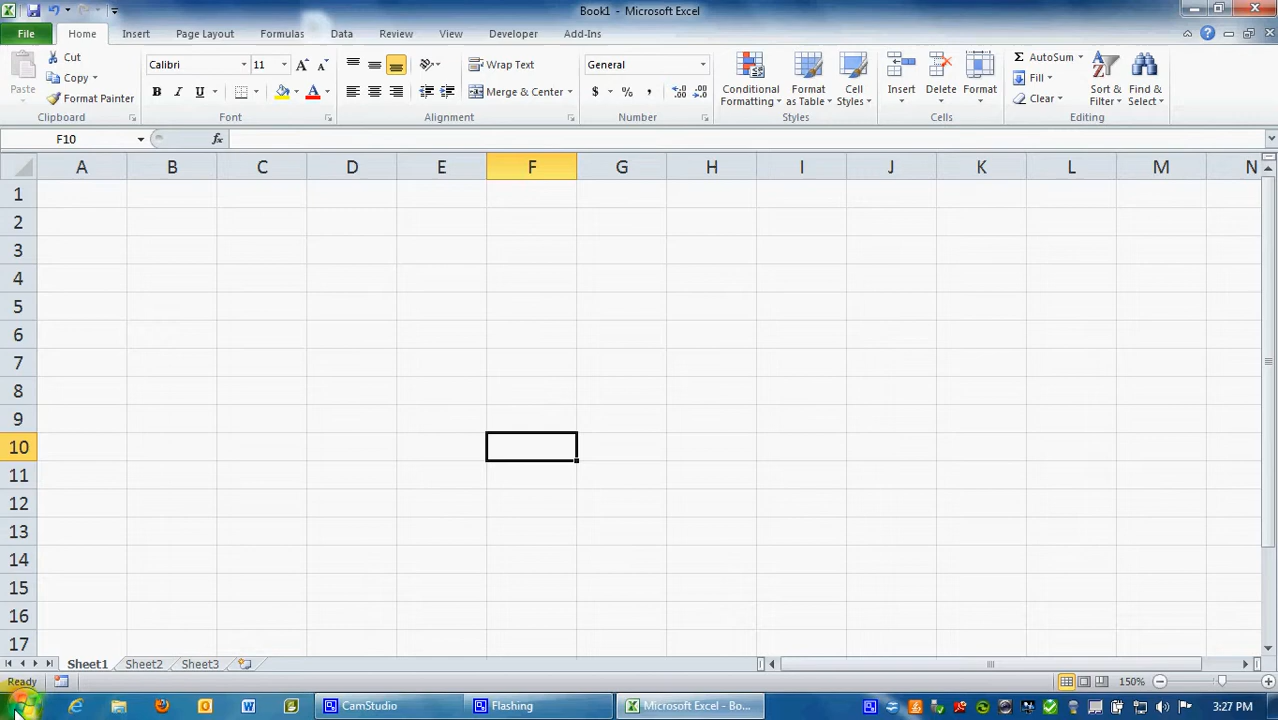 Book1 - Microsoft Excel
File Home Insert Page Layout Formulas Data Review View Developer Add-Ins
Paste
Cut
Copy
Format Painter
Clipboard
Calibri 11
B I U A
Font
Wrap Text
Merge & Center
Alignment
General
$ % ,
Number
Conditional Formatting
Format as Table
Cell Styles
Styles
Insert Delete Format
Cells
Σ AutoSum
Fill
Clear
Sort & Filter
Find & Select
Editing
F10 fx
A B C D E F G H I J K L M N
1
2
3
4
5
6
7
8
9
10
11
12
13
14
15
16
17
Sheet1 Sheet2 Sheet3
Ready 150%
CamStudio Flashing Microsoft Excel - Bo... 3:27 PM